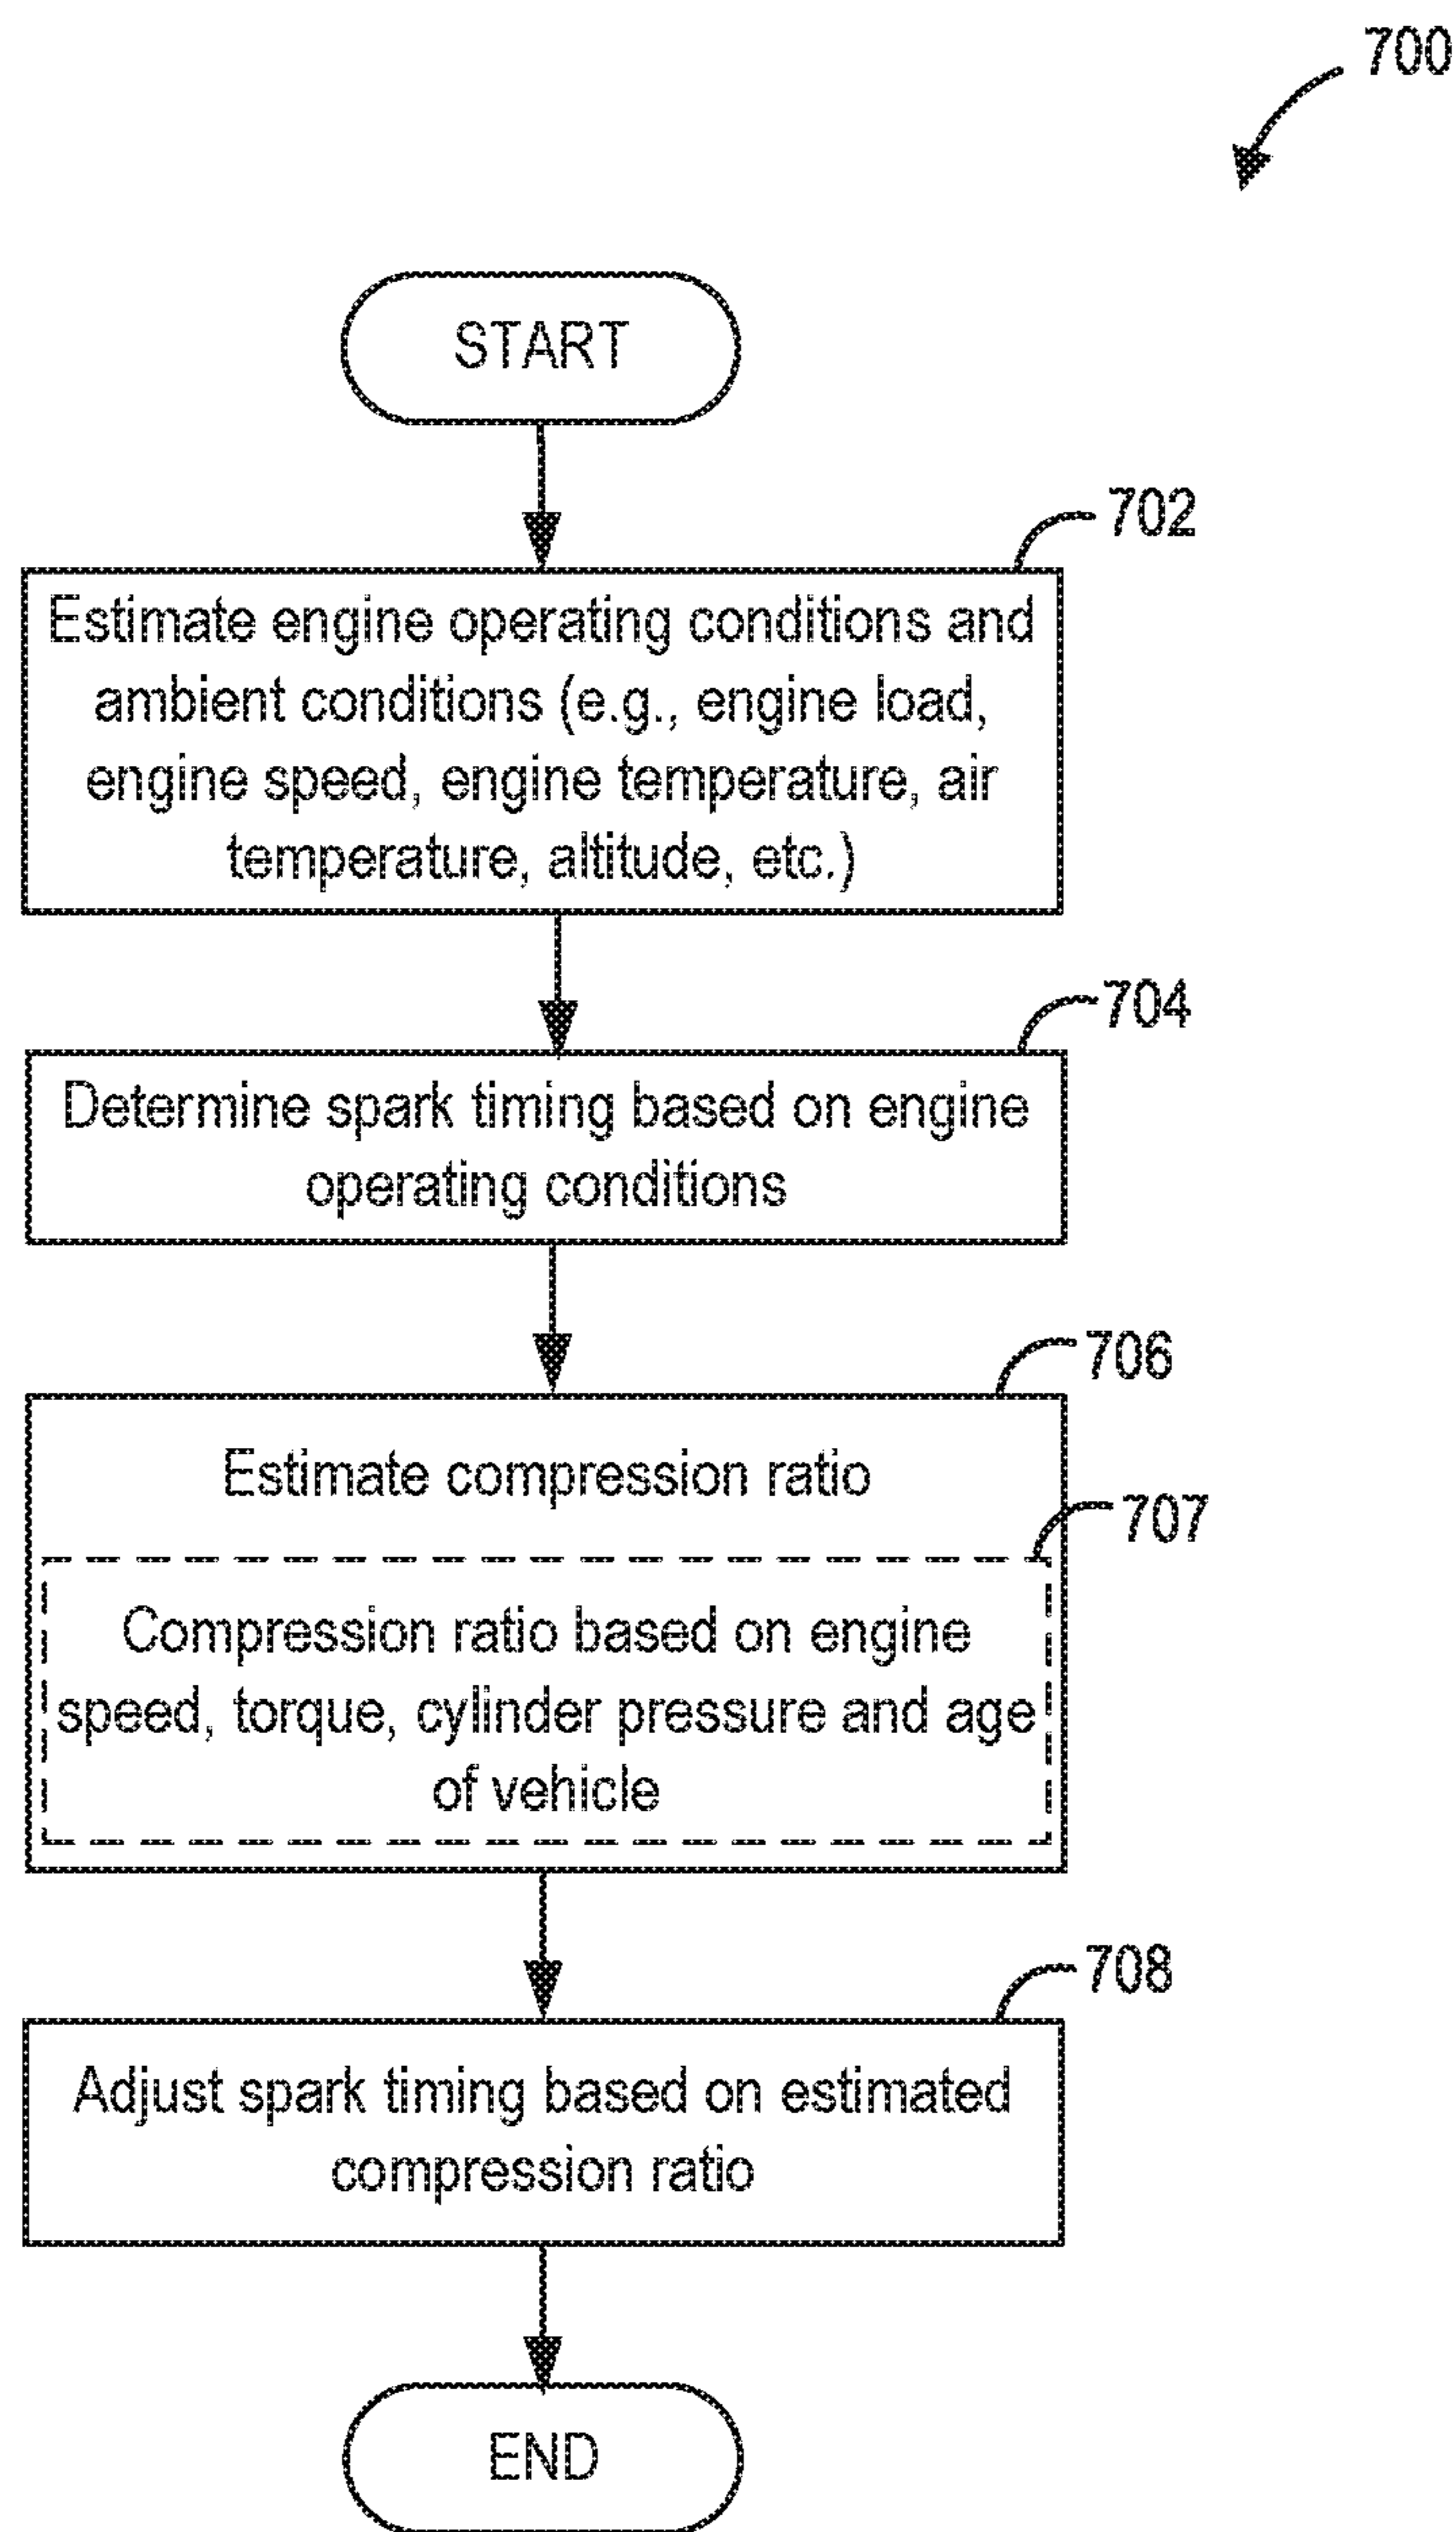 700
START
702
Estimate engine operating conditions and
ambient conditions (e.g., engine load,
engine speed, engine temperature, air
temperature, altitude, etc.)
704
Determine spark timing based on engine
operating conditions
706
Estimate compression ratio
707
Compression ratio based on engine
speed, torque, cylinder pressure and age
of vehicle
708
Adjust spark timing based on estimated
compression ratio
END